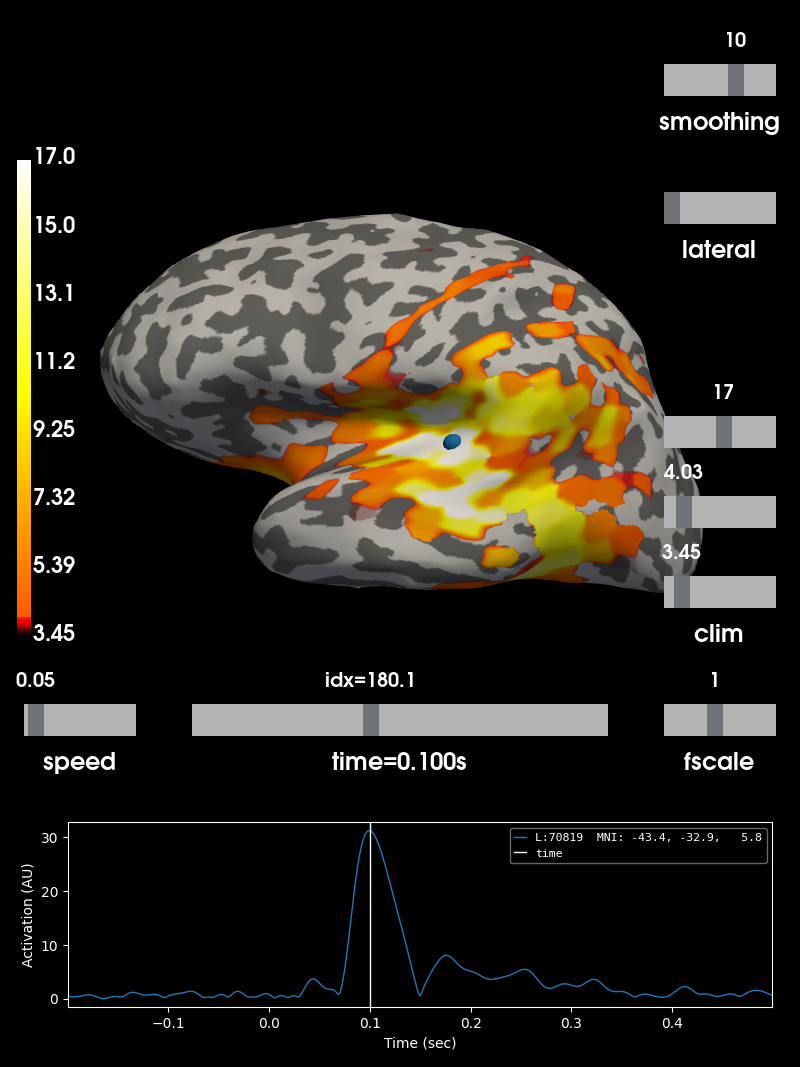 10
smoothing
lateral
17.0
15.0
13.1
11.2
9.25
7.32
5.39
3.45
17
4.03
3.45
clim
0.05
speed
idx=180.1
time=0.100s
1
fscale
Activation (AU)
30
20
10
0
L:70819 MNI: -43.4, -32.9, 5.8
time
−0.1 0.0 0.1 0.2 0.3 0.4
Time (sec)